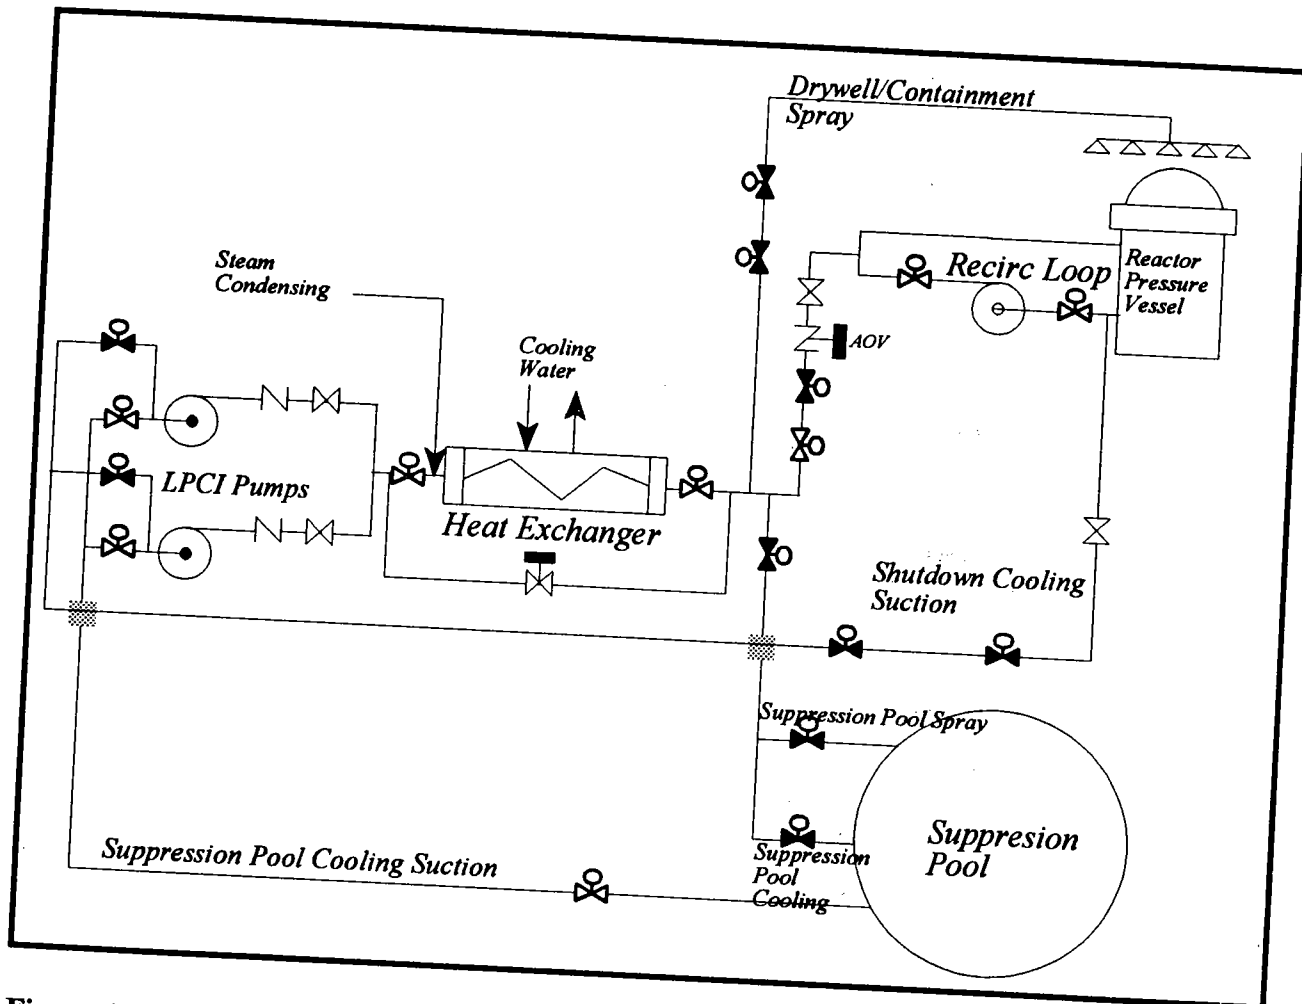 Drywell/Containment
Spray
Steam
Condensing
Recirc Loop
Reactor
Pressure
Vessel
AOV
Cooling
Water
LPCI Pumps
Heat Exchanger
Shutdown Cooling
Suction
Suppression Pool Spray
Suppresion
Pool
Suppression Pool Cooling Suction
Suppression
Pool
Cooling